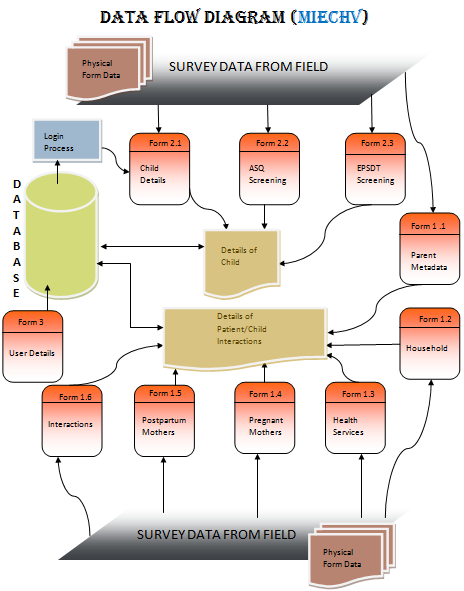 DATA FLOW DIAGRAM (MIECHV)
Physical
Form Data
SURVEY DATA FROM FIELD
Login
Process
Form 2.1
Child
Details
Form 2.2
ASQ
Screening
Form 2.3
EPSDT
Screening
DATABASE
Details of
Child
Form 1 .1
Parent
Metadata
Form 3
User Details
Details of
Patient/Child
Interactions
Form 1.2
Household
Form 1.6
Interactions
Form 1.5
Postpartum
Mothers
Form 1.4
Pregnant
Mothers
Form 1.3
Health
Services
SURVEY DATA FROM FIELD
Physical
Form Data